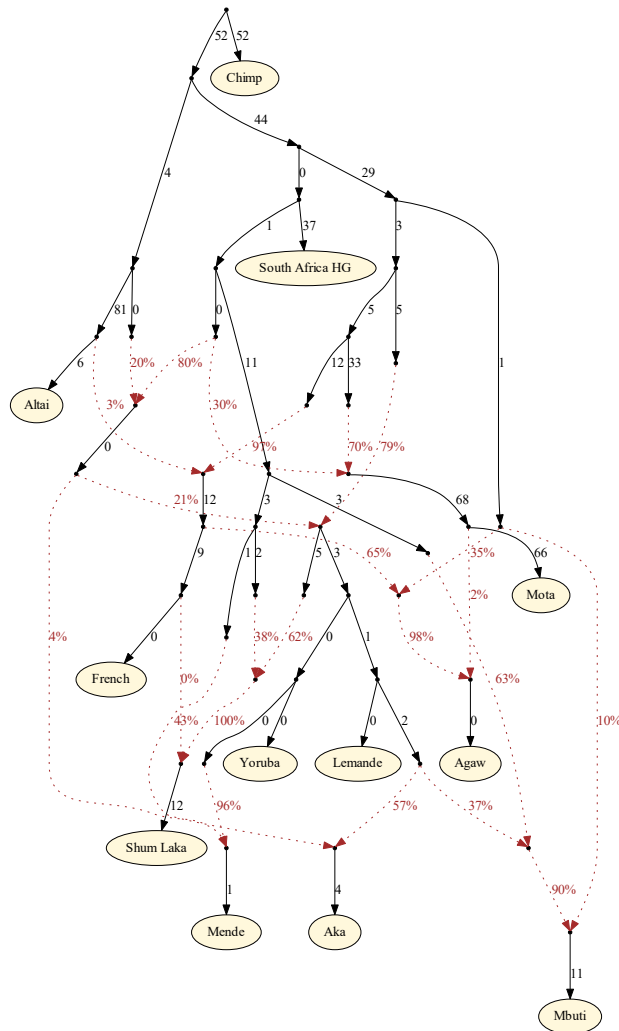 52 52
Chimp
44
4 0 29
1 37 3
South Africa HG
81 0 0 5 5
6 20% 80% 11 12 33 1
Altai 3% 30% 97% 70% 79%
0
21% 12 3 3 68
9 1 2 5 3 65% 35% 66
Mota
4% 38% 62% 2%
0 0% 0 1 98% 63%
French
43% 100% 0 0 0 2 0 10%
Yoruba Lemande Agaw
12 96% 57% 37%
Shum Laka
1 4 90%
Mende Aka
11
Mbuti